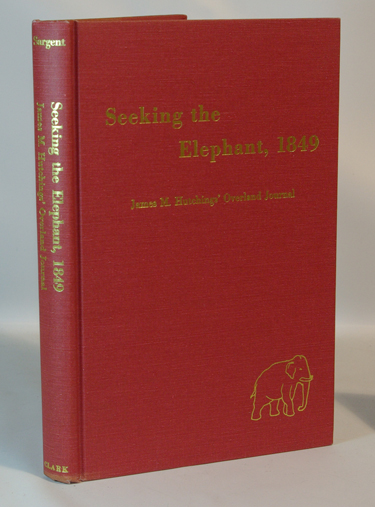 Sargent
Seeking the Elephant, 1849
James M. Hutchings' Overland Journal
CLARK
Seeking the
Elephant, 1849
James M. Hutchings' Overland Journal